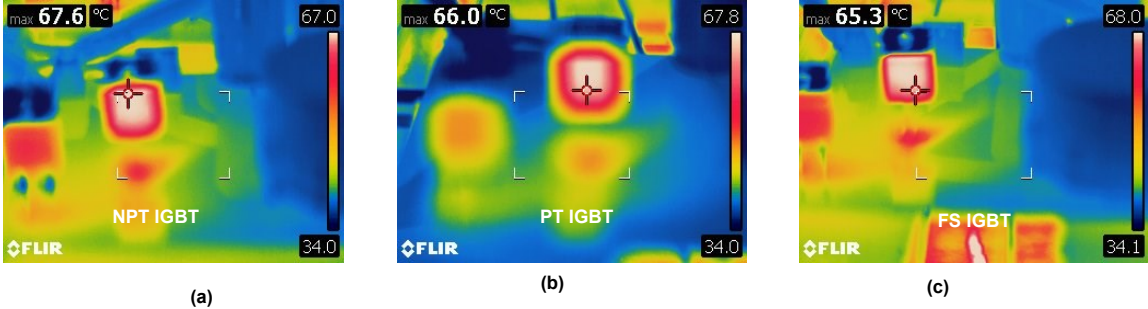 max 67.6 °C 67.0
NPT IGBT
FLIR 34.0
(a)
max 66.0 °C 67.8
PT IGBT
FLIR 34.0
(b)
max 65.3 °C 68.0
FS IGBT
FLIR 34.1
(c)